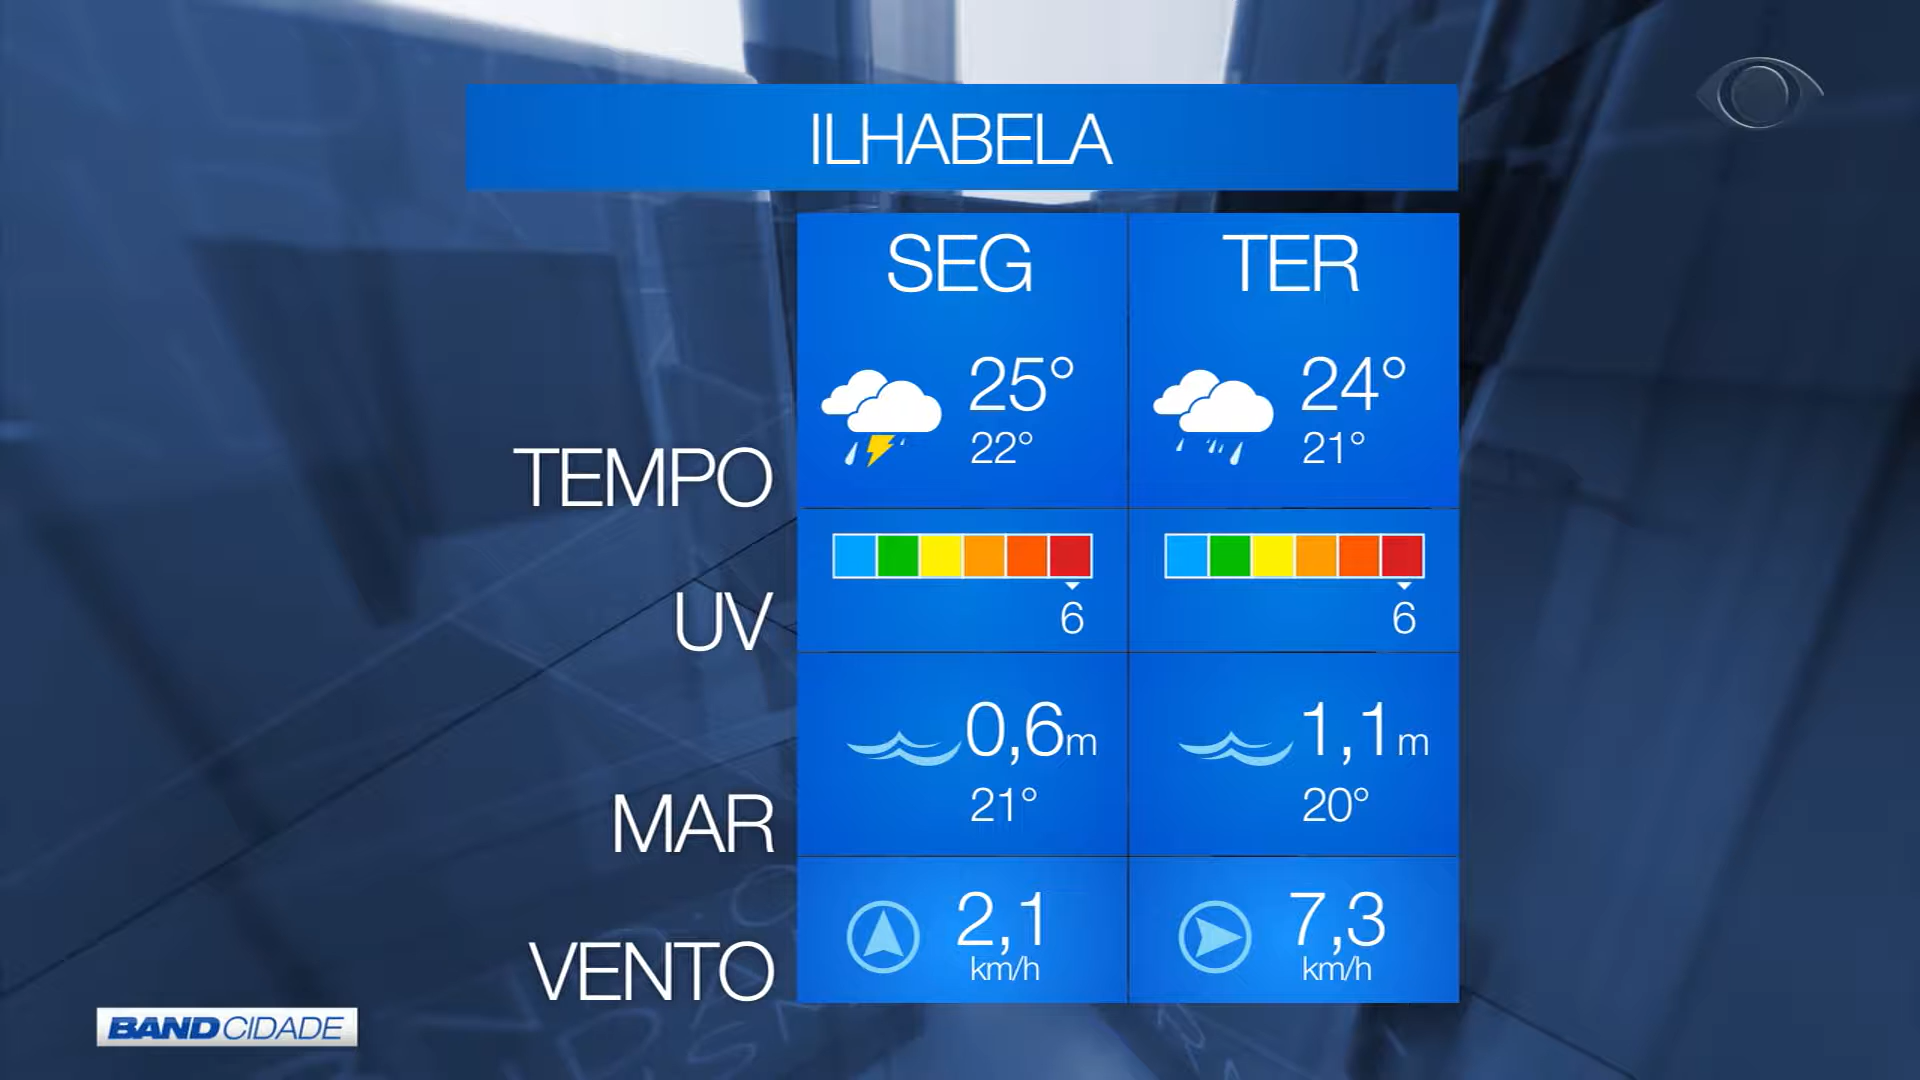 ILHABELA
SEG TER
TEMPO 25° 24°
22° 21°
UV 6 6
MAR 0,6m 1,1m
21° 20°
VENTO 2,1 km/h 7,3 km/h
BAND CIDADE